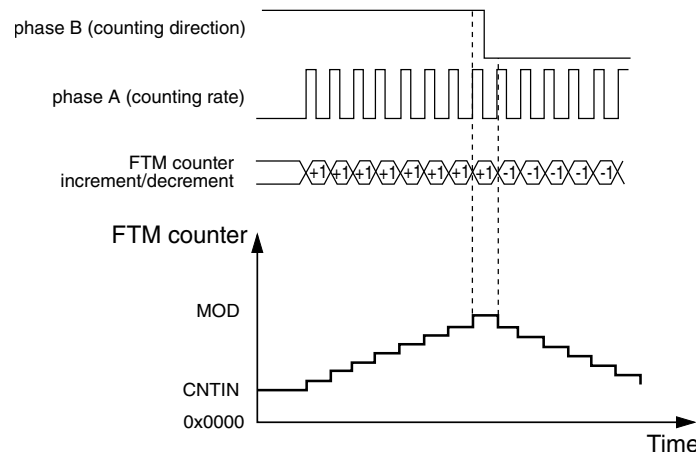 phase B (counting direction)
phase A (counting rate)
FTM counter
increment/decrement
+1 +1 +1 +1 +1 +1 +1 +1 -1 -1 -1 -1 -1
FTM counter
MOD
CNTIN
0x0000
Time